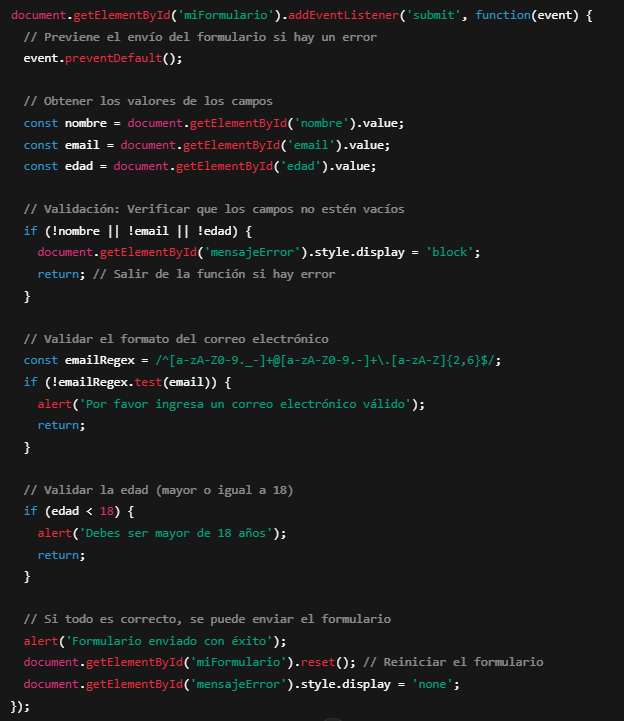 document.getElementById('miFormulario').addEventListener('submit', function(event) {
  // Previene el envío del formulario si hay un error
  event.preventDefault();

  // Obtener los valores de los campos
  const nombre = document.getElementById('nombre').value;
  const email = document.getElementById('email').value;
  const edad = document.getElementById('edad').value;

  // Validación: Verificar que los campos no estén vacíos
  if (!nombre || !email || !edad) {
    document.getElementById('mensajeError').style.display = 'block';
    return; // Salir de la función si hay error
  }

  // Validar el formato del correo electrónico
  const emailRegex = /^[a-zA-Z0-9._-]+@[a-zA-Z0-9.-]+\.[a-zA-Z]{2,6}$/;
  if (!emailRegex.test(email)) {
    alert('Por favor ingresa un correo electrónico válido');
    return;
  }

  // Validar la edad (mayor o igual a 18)
  if (edad < 18) {
    alert('Debes ser mayor de 18 años');
    return;
  }

  // Si todo es correcto, se puede enviar el formulario
  alert('Formulario enviado con éxito');
  document.getElementById('miFormulario').reset(); // Reiniciar el formulario
  document.getElementById('mensajeError').style.display = 'none';
});